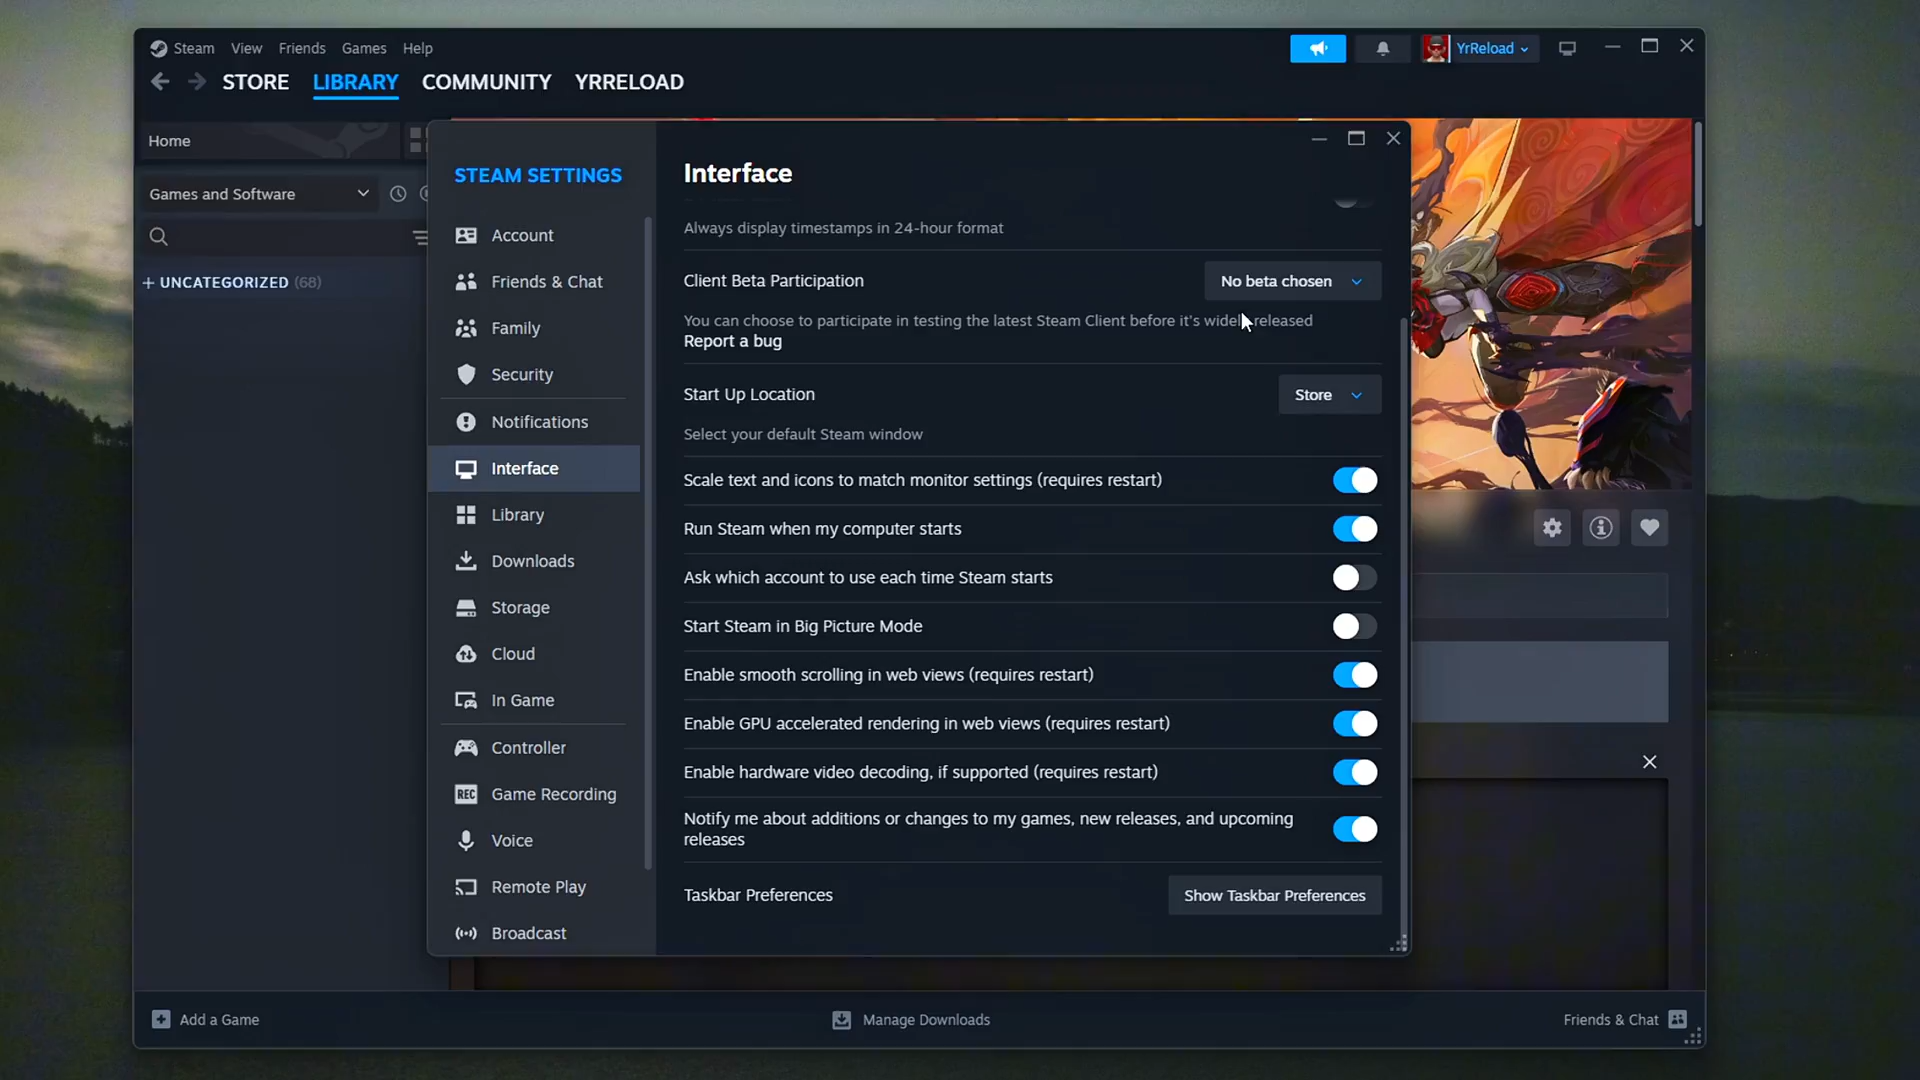 Steam View Friends Games Help
YrReload
STORE LIBRARY COMMUNITY YRRELOAD
Home
Games and Software
+ UNCATEGORIZED (68)
STEAM SETTINGS
Account
Friends & Chat
Family
Security
Notifications
Interface
Library
Downloads
Storage
Cloud
In Game
Controller
REC Game Recording
Voice
Remote Play
Broadcast
Interface
Always display timestamps in 24-hour format
Client Beta Participation
No beta chosen
You can choose to participate in testing the latest Steam Client before it's widely released
Report a bug
Start Up Location
Store
Select your default Steam window
Scale text and icons to match monitor settings (requires restart)
Run Steam when my computer starts
Ask which account to use each time Steam starts
Start Steam in Big Picture Mode
Enable smooth scrolling in web views (requires restart)
Enable GPU accelerated rendering in web views (requires restart)
Enable hardware video decoding, if supported (requires restart)
Notify me about additions or changes to my games, new releases, and upcoming
releases
Taskbar Preferences
Show Taskbar Preferences
Add a Game
Manage Downloads
Friends & Chat